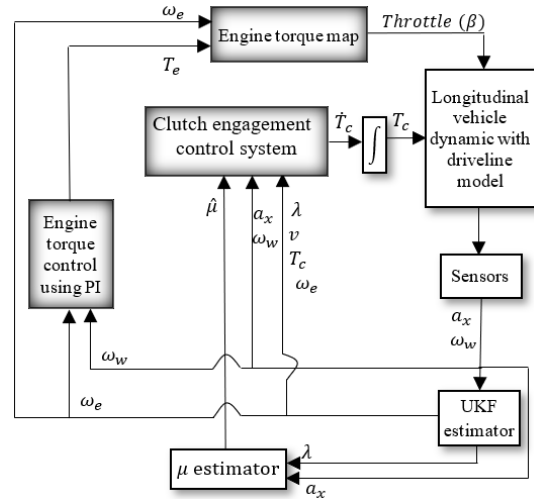 ω_e
Engine torque map
Throttle (β)
T_e
Longitudinal
vehicle
dynamic with
driveline
model
Clutch engagement
control system
Ṫ_c
∫
T_c
μ̂
a_x
ω_w
λ
v
T_c
ω_e
Engine
torque
control
using PI
Sensors
a_x
ω_w
ω_w
ω_e
UKF
estimator
μ estimator
λ
a_x